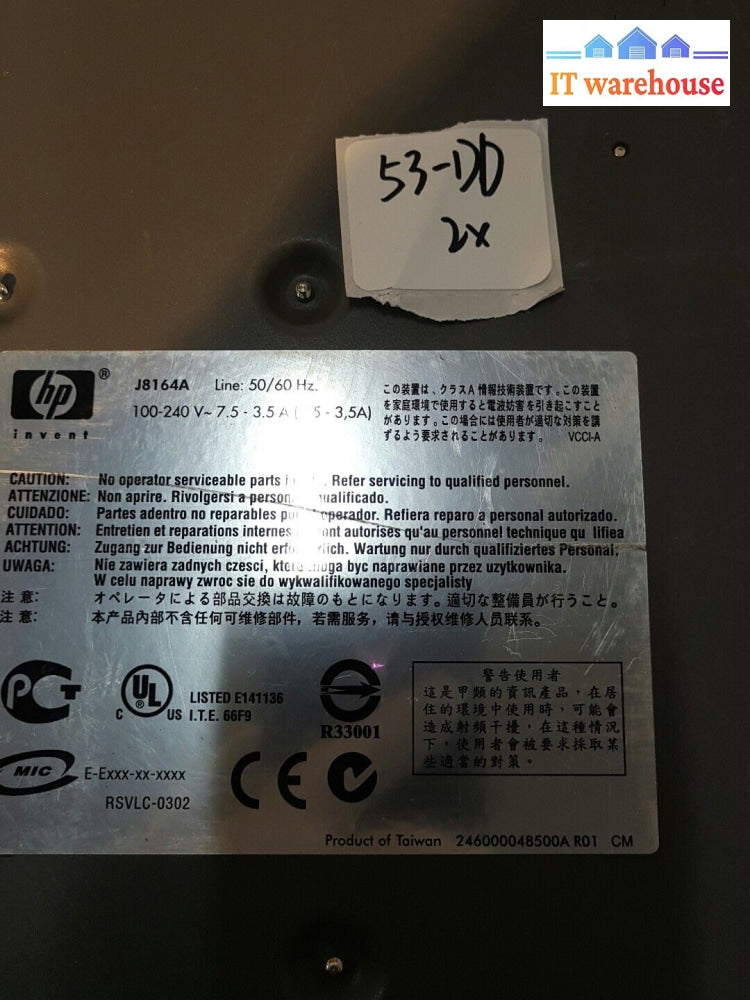 IT warehouse
53-DD
2x
hp ®
invent
J8164A Line: 50/60 Hz.
100-240 V~ 7.5 - 3.5 A ( 5 - 3,5A)
この装置は、クラスA 情報技術装置です。この装置
を家庭環境で使用すると電波妨害を引き起こすこと
があります。この場合には使用者が適切な対策を講
ずるよう要求されることがあります。 VCCI-A
CAUTION: No operator serviceable parts Refer servicing to qualified personnel.
ATTENZIONE: Non aprire. Rivolgersi a qualificado.
CUIDADO: Partes adentro no reparables operador. Refiera reparo a personal autorizado.
ATTENTION: Entretien et reparations internes autorises qu'au personnel technique
ACHTUNG: Zugang zur Bedienung nicht Wartung nur durch qualifiziertes Personal.
UWAGA: Nie zawiera zadnych czesci, byc naprawiane przez uzytkownika.
W celu naprawy zwroc sie do wykwalifikowanego specjalisty
注 意: オペレータによる部品交換は故障のもとになります。適切な整備員が行うこと。
注 意: 本产品内部不含任何可维修部件，若需服务，请与授权维修人员联系。
C UL ® US LISTED E141136
I.T.E. 66F9
R33001
警告使用者
這是甲類的資訊產品，在居
住的環境中使用時，可能會
造成射頻干擾，在這種情況
下，使用者會被要求採取某
些適當的對策。
MIC E-Exxx-xx-xxxx
RSVLC-0302
CE
Product of Taiwan 246000048500A R01 CM